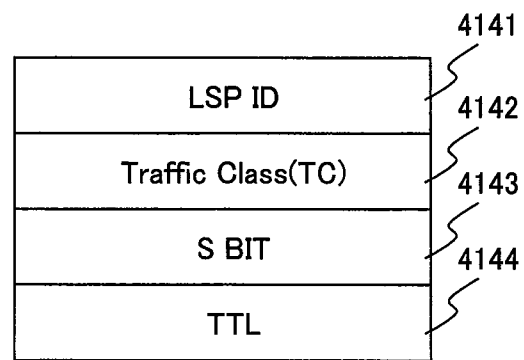 4141
LSP ID
4142
Traffic Class(TC)
4143
S BIT
4144
TTL